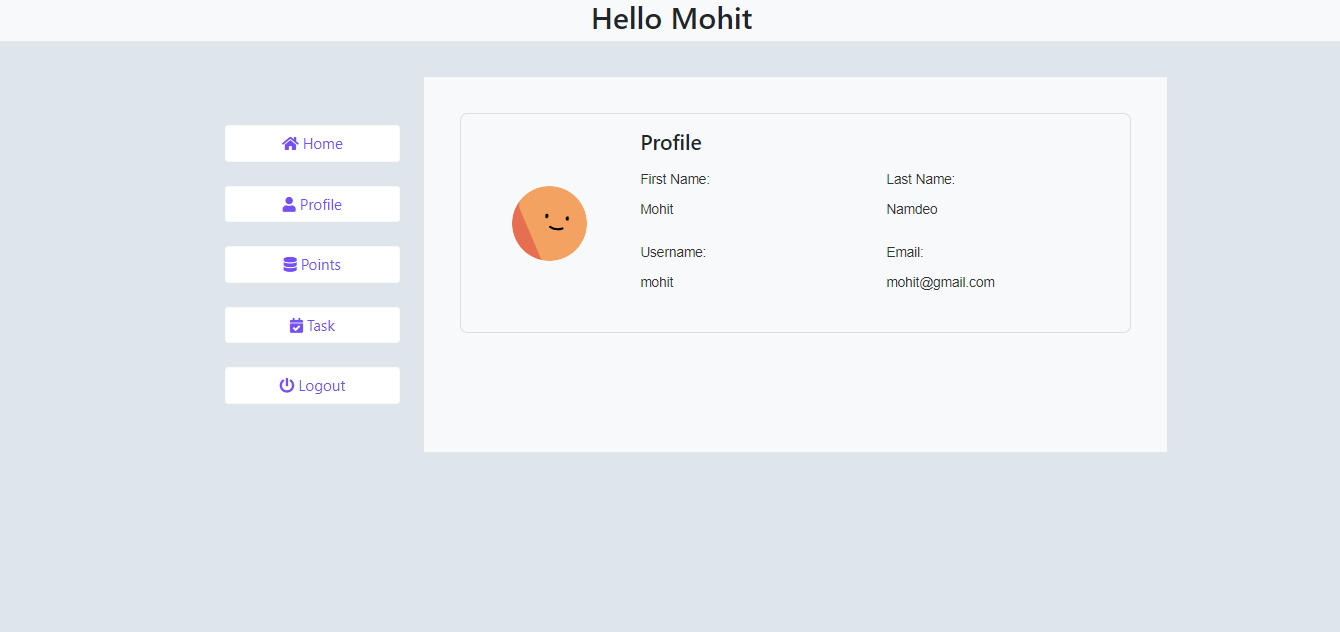 Hello Mohit
Home
Profile
Points
Task
Logout
Profile
First Name: Last Name:
Mohit Namdeo
Username: Email:
mohit mohit@gmail.com